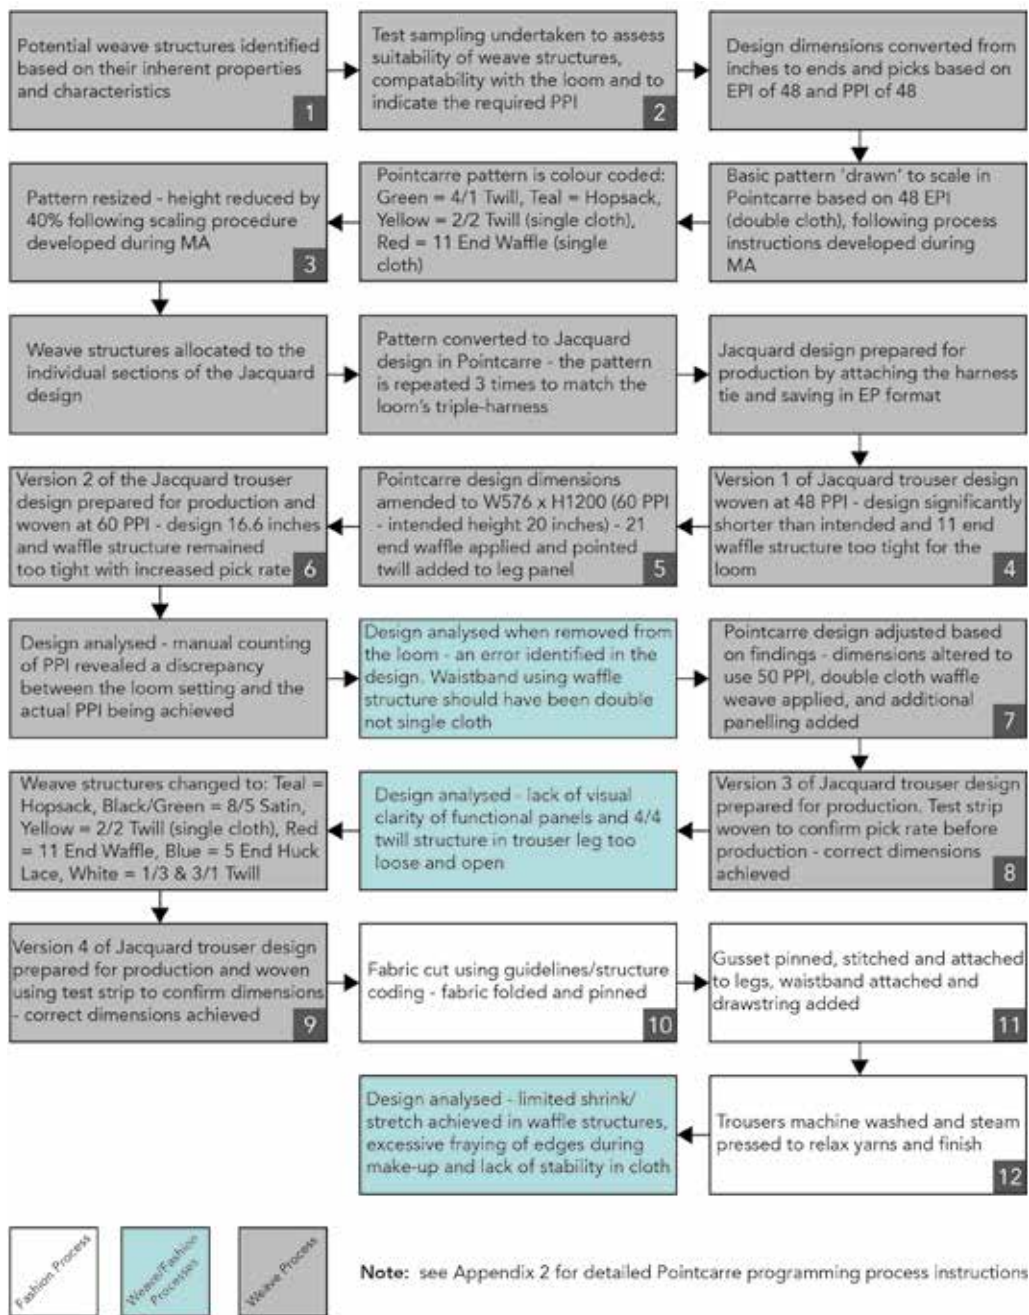 Potential weave structures identified
based on their inherent properties
and characteristics
1
Test sampling undertaken to assess
suitability of weave structures,
compatability with the loom and to
indicate the required PPI
2
Design dimensions converted from
inches to ends and picks based on
EPI of 48 and PPI of 48
Basic pattern 'drawn' to scale in
Pointcarre based on 48 EPI
(double cloth), following process
instructions developed during
MA
Pointcarre pattern is colour coded:
Green = 4/1 Twill, Teal = Hopsack,
Yellow = 2/2 Twill (single cloth),
Red = 11 End Waffle (single
cloth)
Pattern resized - height reduced by
40% following scaling procedure
developed during MA
3
Weave structures allocated to the
individual sections of the Jacquard
design
Pattern converted to Jacquard
design in Pointcarre - the pattern
is repeated 3 times to match the
loom's triple-harness
Jacquard design prepared for
production by attaching the harness
tie and saving in EP format
Version 1 of Jacquard trouser design
woven at 48 PPI - design significantly
shorter than intended and 11 end
waffle structure too tight for the
loom
4
Pointcarre design dimensions
amended to W576 x H1200 (60 PPI
- intended height 20 inches) - 21
end waffle applied and pointed
twill added to leg panel
5
Version 2 of the Jacquard trouser
design prepared for production and
woven at 60 PPI - design 16.6 inches
and waffle structure remained
too tight with increased pick rate
6
Design analysed - manual counting
of PPI revealed a discrepancy
between the loom setting and the
actual PPI being achieved
Design analysed when removed from
the loom - an error identified in the
design. Waistband using waffle
structure should have been double
not single cloth
Pointcarre design adjusted based
on findings - dimensions altered to
use 50 PPI, double cloth waffle
weave applied, and additional
panelling added
7
Version 3 of Jacquard trouser design
prepared for production. Test strip
woven to confirm pick rate before
production - correct dimensions
achieved
8
Design analysed - lack of visual
clarity of functional panels and 4/4
twill structure in trouser leg too
loose and open
Weave structures changed to: Teal =
Hopsack, Black/Green = 8/5 Satin,
Yellow = 2/2 Twill (single cloth), Red
= 11 End Waffle, Blue = 5 End Huck
Lace, White = 1/3 & 3/1 Twill
Version 4 of Jacquard trouser design
prepared for production and woven
using test strip to confirm dimensions
- correct dimensions achieved
9
Fabric cut using guidelines/structure
coding - fabric folded and pinned
10
Gusset pinned, stitched and attached
to legs, waistband attached and
drawstring added
11
Trousers machine washed and steam
pressed to relax yarns and finish
12
Design analysed - limited shrink/
stretch achieved in waffle structures,
excessive fraying of edges during
make-up and lack of stability in cloth
Fashion Process
Weave/Fashion
Processes
Weave Process
Note: see Appendix 2 for detailed Pointcarre programming process instructions